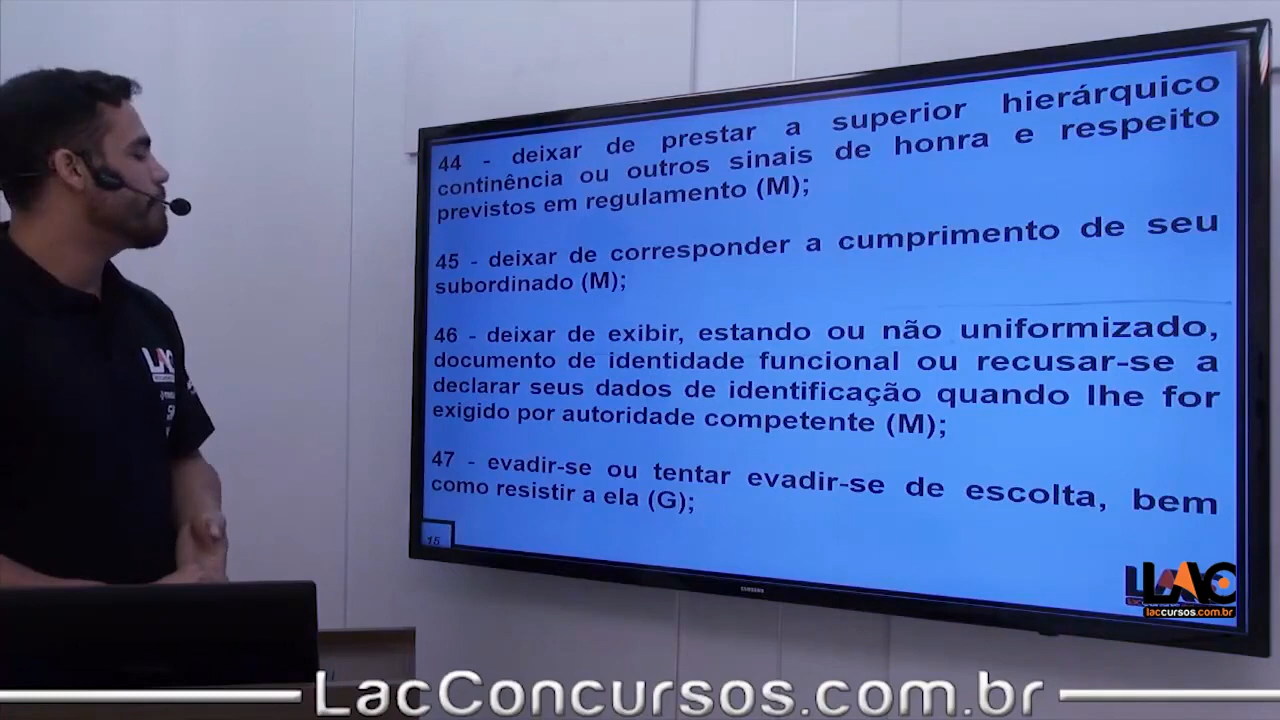 44 - deixar de prestar a superior hierárquico
continência ou outros sinais de honra e respeito
previstos em regulamento (M);
45 - deixar de corresponder a cumprimento de seu
subordinado (M);
46 - deixar de exibir, estando ou não uniformizado,
documento de identidade funcional ou recusar-se a
declarar seus dados de identificação quando lhe for
exigido por autoridade competente (M);
47 - evadir-se ou tentar evadir-se de escolta, bem
como resistir a ela (G);
15
LAC
laccursos.com.br
SAMSUNG
LAC
LacConcursos.com.br